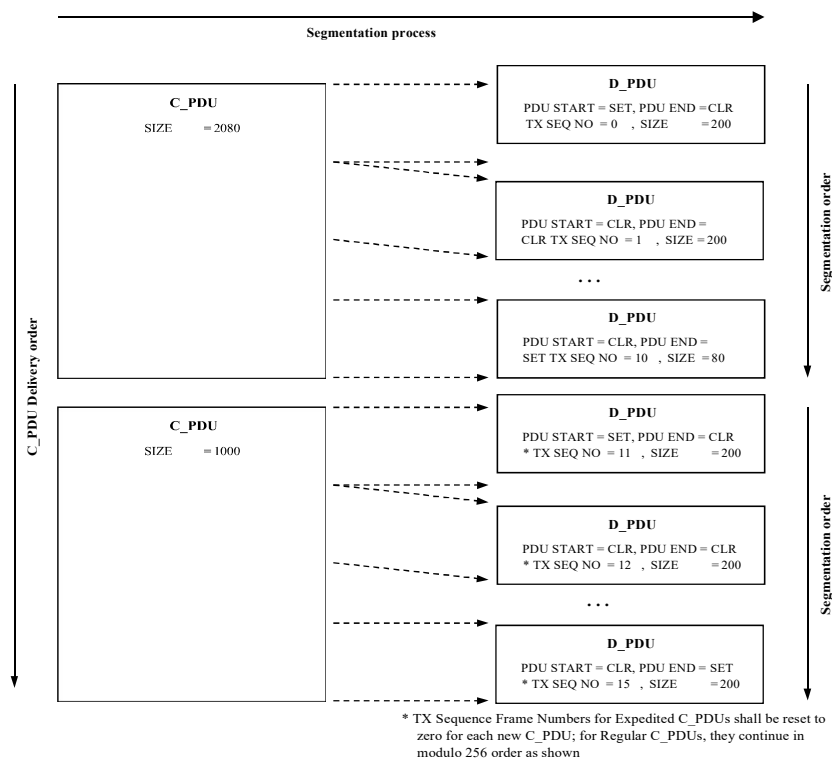 Segmentation process
C_PDU Delivery order
C_PDU
SIZE = 2080
D_PDU
PDU START = SET, PDU END = CLR
TX SEQ NO = 0 , SIZE = 200
D_PDU
PDU START = CLR, PDU END =
CLR TX SEQ NO = 1 , SIZE = 200
...
D_PDU
PDU START = CLR, PDU END =
SET TX SEQ NO = 10 , SIZE = 80
Segmentation order
C_PDU
SIZE = 1000
D_PDU
PDU START = SET, PDU END = CLR
* TX SEQ NO = 11 , SIZE = 200
D_PDU
PDU START = CLR, PDU END = CLR
* TX SEQ NO = 12 , SIZE = 200
...
D_PDU
PDU START = CLR, PDU END = SET
* TX SEQ NO = 15 , SIZE = 200
Segmentation order
* TX Sequence Frame Numbers for Expedited C_PDUs shall be reset to
zero for each new C_PDU; for Regular C_PDUs, they continue in
modulo 256 order as shown